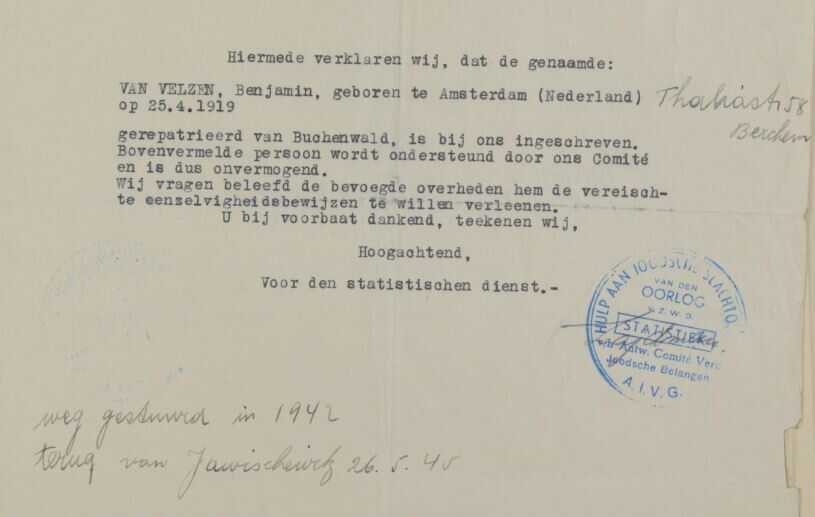 Hiermede verklaren wij, dat de genaamde:
VAN VELZEN, Benjamin, geboren te Amsterdam (Nederland)
op 25.4.1919
Thaliastr 58
Berchem
gerepatrieerd van Buchenwald, is bij ons ingeschreven.
Bovenvermelde persoon wordt ondersteund door ons Comité
en is dus onvermogend.
Wij vragen beleefd de bevoegde overheden hem de vereisch-
te eenzelvigheidsbewijzen te willen verleenen.
U bij voorbaat dankend, teekenen wij,
Hoogachtend,
Voor den statistischen dienst.-
HULP AAN JOODSCHE SLACHTO.
VAN DEN
OORLOG
V.Z.W.D.
STATISTIEK
Antw. Comité Verd
Joodsche Belangen
A.I.V.G.
weg gestuurd in 1942
terug van Jawischowitz 26.5.45